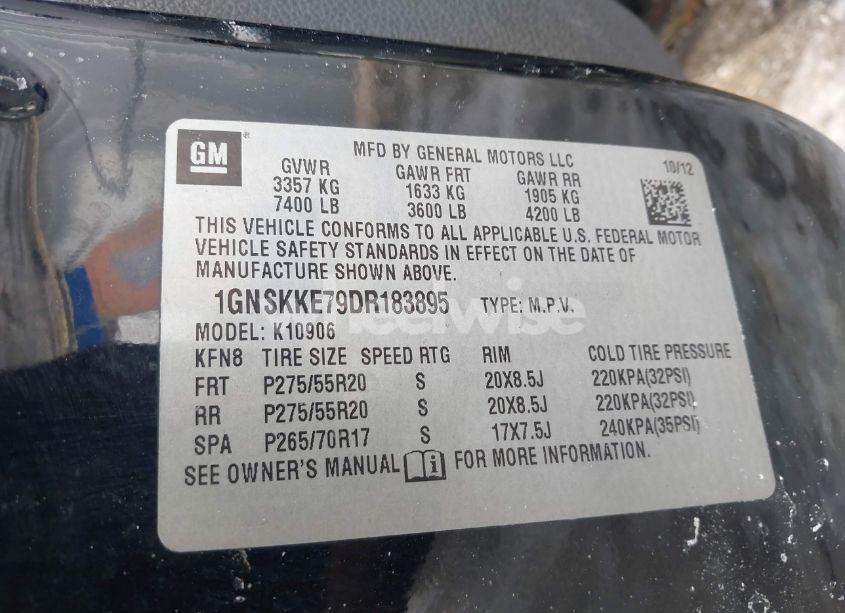 GM
MFD BY GENERAL MOTORS LLC
10/12
GVWR GAWR FRT GAWR RR
3357 KG 1633 KG 1905 KG
7400 LB 3600 LB 4200 LB
THIS VEHICLE CONFORMS TO ALL APPLICABLE U.S. FEDERAL MOTOR
VEHICLE SAFETY STANDARDS IN EFFECT ON THE DATE OF
MANUFACTURE SHOWN ABOVE.
1GNSKKE79DR183895 TYPE: M.P.V.
MODEL: K10906
KFN8 TIRE SIZE SPEED RTG RIM COLD TIRE PRESSURE
FRT P275/55R20 S 20X8.5J 220KPA(32PSI)
RR P275/55R20 S 20X8.5J 220KPA(32PSI)
SPA P265/70R17 S 17X7.5J 240KPA(35PSI)
SEE OWNER'S MANUAL i FOR MORE INFORMATION.